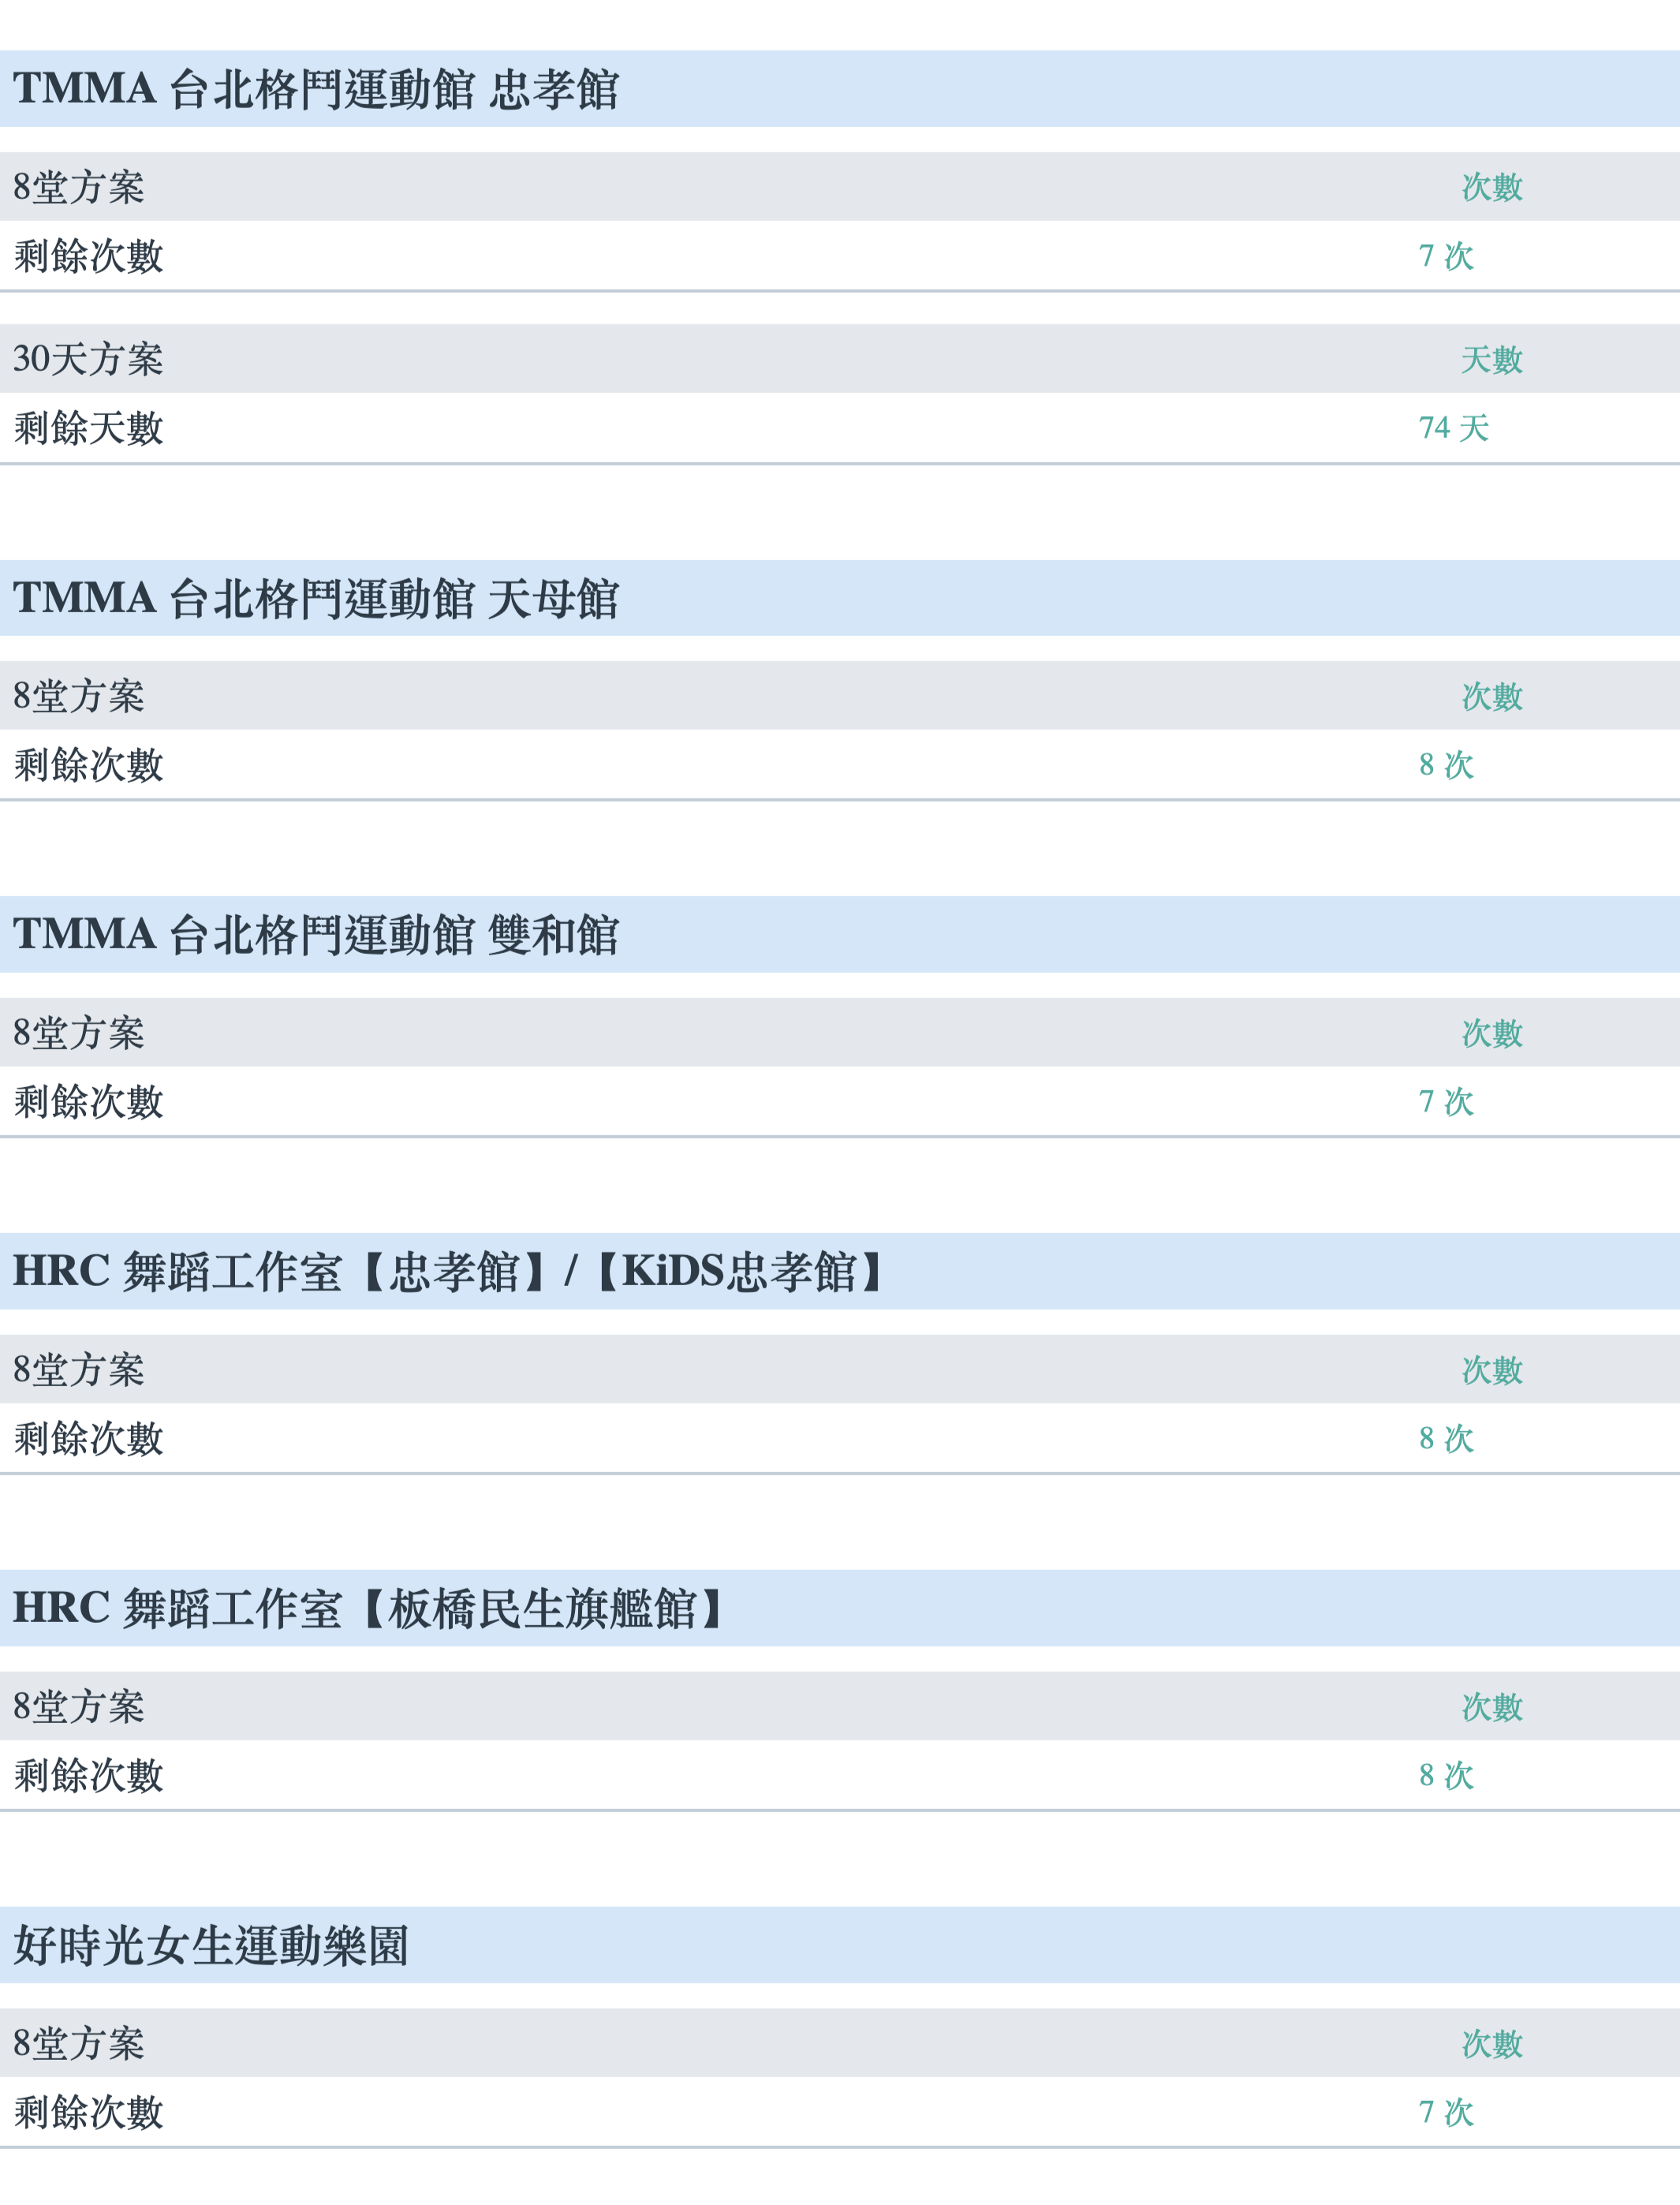 TMMA 台北格鬥運動館 忠孝館
8堂方案 次數
剩餘次數 7 次
30天方案 天數
剩餘天數 74 天
TMMA 台北格鬥運動館 天母館
8堂方案 次數
剩餘次數 8 次
TMMA 台北格鬥運動館 雙和館
8堂方案 次數
剩餘次數 7 次
HRC 舞蹈工作室【忠孝館】/【KiDS忠孝館】
8堂方案 次數
剩餘次數 8 次
HRC 舞蹈工作室【板橋民生旗艦館】
8堂方案 次數
剩餘次數 8 次
好時光女生運動樂園
8堂方案 次數
剩餘次數 7 次